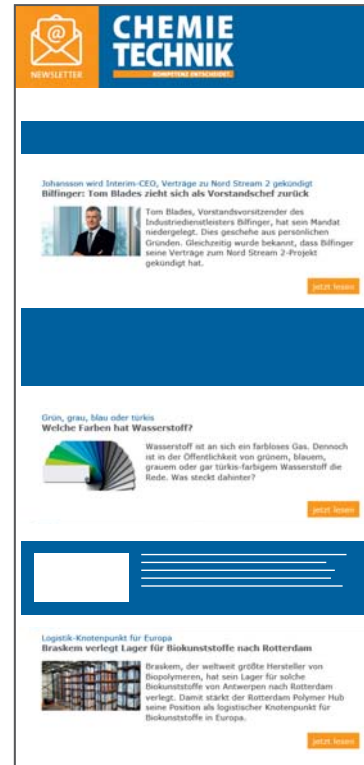 @
NEWSLETTER
CHEMIE
TECHNIK
KOMPETENZ ENTSCHEIDET.
Johansson wird Interim-CEO, Verträge zu Nord Stream 2 gekündigt
Bilfinger: Tom Blades zieht sich als Vorstandschef zurück
Tom Blades, Vorstandsvorsitzender des
Industriedienstleisters Bilfinger, hat sein Mandat
niedergelegt. Dies geschehe aus persönlichen
Gründen. Gleichzeitig wurde bekannt, dass Bilfinger
seine Verträge zum Nord Stream 2-Projekt
gekündigt hat.
jetzt lesen
Grün, grau, blau oder türkis
Welche Farben hat Wasserstoff?
Wasserstoff ist an sich ein farbloses Gas. Dennoch
ist in der Öffentlichkeit von grünem, blauem,
grauem oder gar türkis-farbigem Wasserstoff die
Rede. Was steckt dahinter?
jetzt lesen
Logistik-Knotenpunkt für Europa
Braskem verlegt Lager für Biokunststoffe nach Rotterdam
Braskem, der weltweit größte Hersteller von
Biopolymeren, hat sein Lager für solche
Biokunststoffe von Antwerpen nach Rotterdam
verlegt. Damit stärkt der Rotterdam Polymer Hub
seine Position als logistischer Knotenpunkt für
Biokunststoffe in Europa.
jetzt lesen